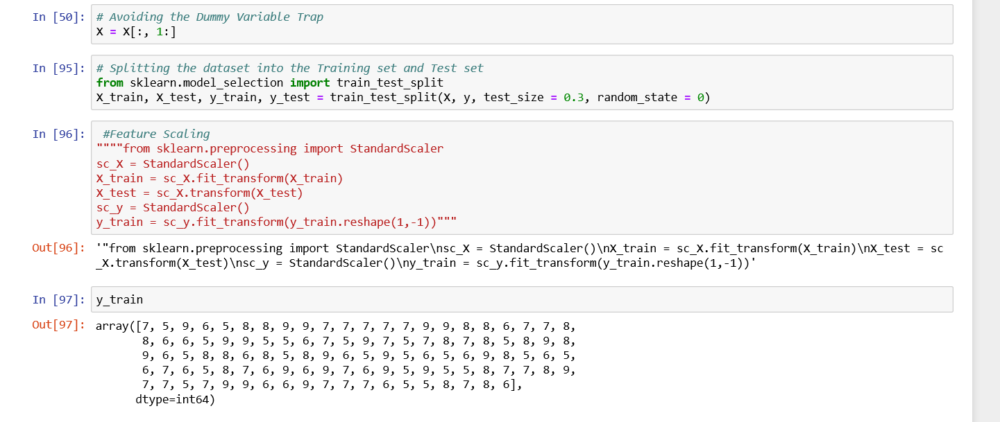 In [50]: # Avoiding the Dummy Variable Trap
X = X[:, 1:]
In [95]: # Splitting the dataset into the Training set and Test set
from sklearn.model_selection import train_test_split
X_train, X_test, y_train, y_test = train_test_split(X, y, test_size = 0.3, random_state = 0)
In [96]: #Feature Scaling
""""from sklearn.preprocessing import StandardScaler
sc_X = StandardScaler()
X_train = sc_X.fit_transform(X_train)
X_test = sc_X.transform(X_test)
sc_y = StandardScaler()
y_train = sc_y.fit_transform(y_train.reshape(1,-1))"""
Out[96]: '"from sklearn.preprocessing import StandardScaler\nsc_X = StandardScaler()\nX_train = sc_X.fit_transform(X_train)\nX_test = sc
_X.transform(X_test)\nsc_y = StandardScaler()\ny_train = sc_y.fit_transform(y_train.reshape(1,-1))'
In [97]: y_train
Out[97]: array([7, 5, 9, 6, 5, 8, 8, 9, 9, 7, 7, 7, 7, 7, 9, 9, 8, 8, 6, 7, 7, 8,
8, 6, 6, 5, 9, 9, 5, 5, 6, 7, 5, 9, 7, 5, 7, 8, 7, 8, 5, 8, 9, 8,
9, 6, 5, 8, 8, 6, 8, 5, 8, 9, 6, 5, 9, 5, 6, 5, 6, 9, 8, 5, 6, 5,
6, 7, 6, 5, 8, 7, 6, 9, 6, 9, 7, 6, 9, 5, 9, 5, 5, 8, 7, 7, 8, 9,
7, 7, 5, 7, 9, 9, 6, 6, 9, 7, 7, 7, 6, 5, 5, 8, 7, 8, 6],
dtype=int64)